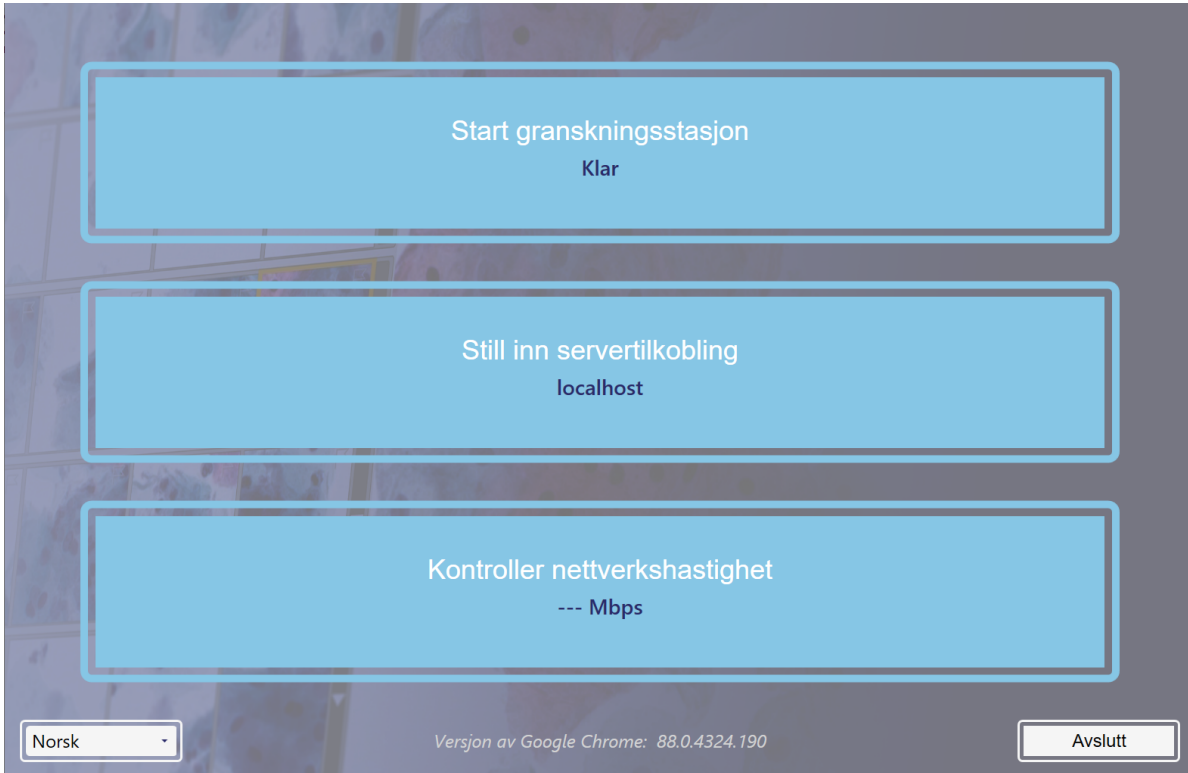 Start granskningsstasjon
Klar
Still inn servertilkobling
localhost
Kontroller nettverkshastighet
--- Mbps
Norsk
Versjon av Google Chrome: 88.0.4324.190
Avslutt